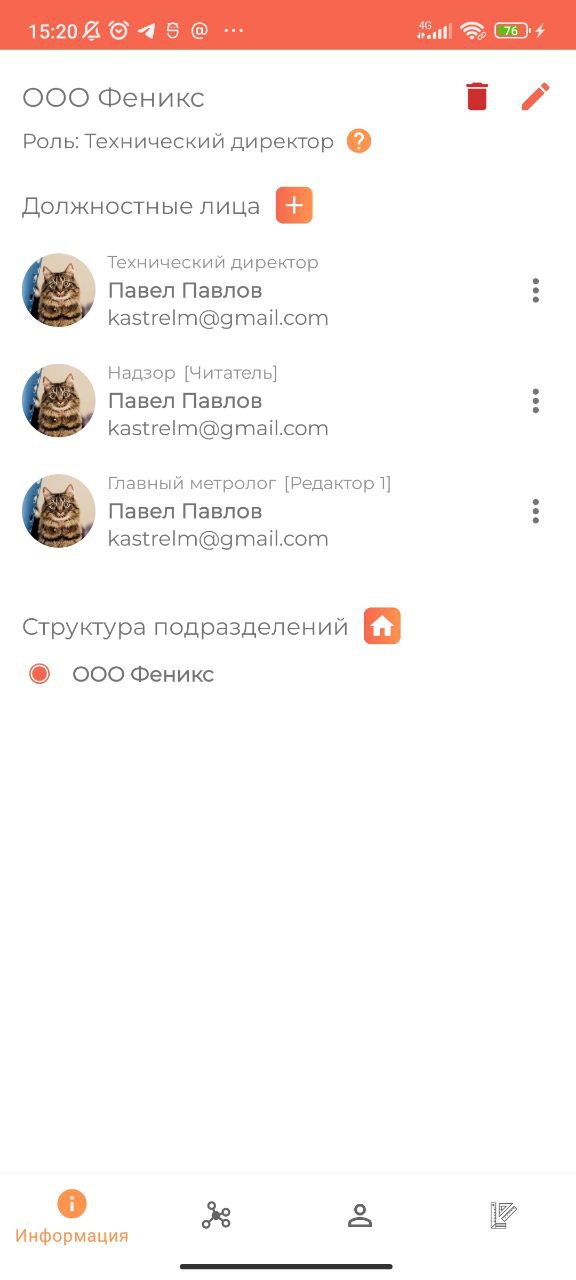 15:20
4G
76
ООО Феникс
Роль: Технический директор ?
Должностные лица
Технический директор
Павел Павлов
kastrelm@gmail.com
Надзор [Читатель]
Павел Павлов
kastrelm@gmail.com
Главный метролог [Редактор 1]
Павел Павлов
kastrelm@gmail.com
Структура подразделений
ООО Феникс
Информация